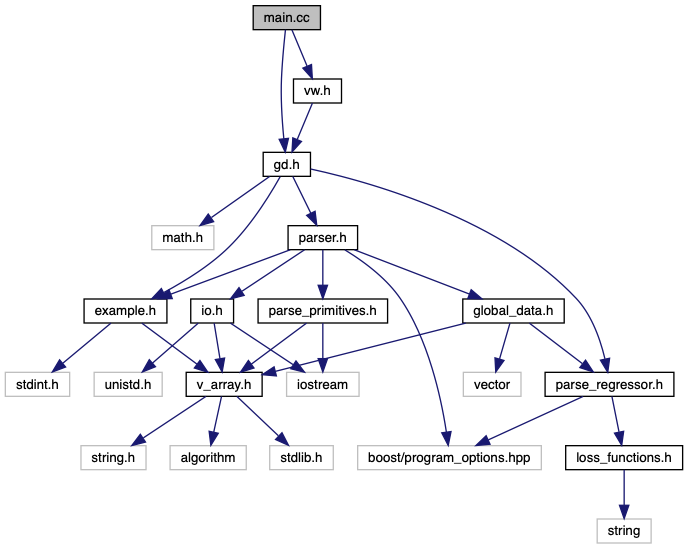 main.cc
vw.h
gd.h
math.h
parser.h
example.h
io.h
parse_primitives.h
global_data.h
stdint.h
unistd.h
v_array.h
iostream
vector
parse_regressor.h
string.h
algorithm
stdlib.h
boost/program_options.hpp
loss_functions.h
string